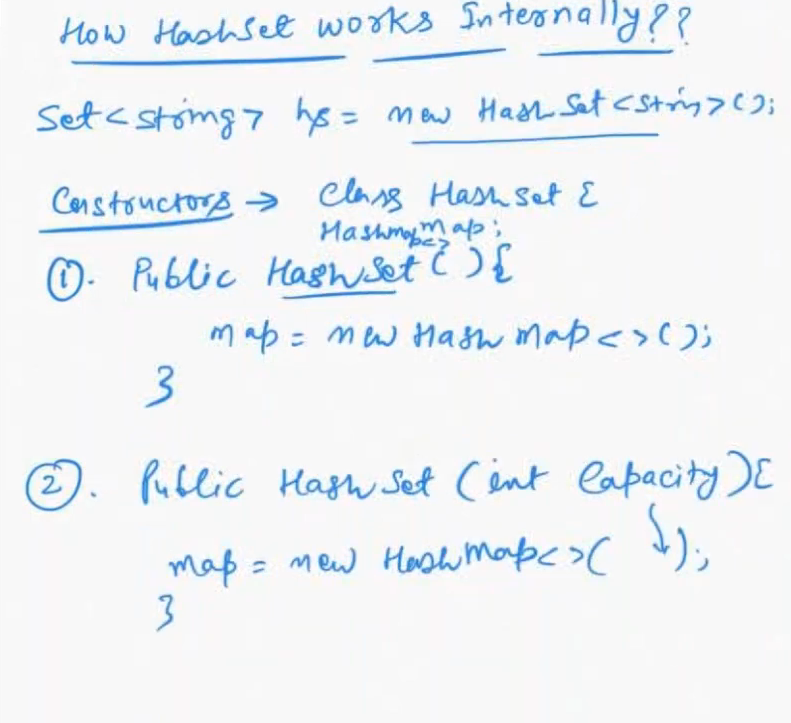 How HashSet works Internally??
Set<string> hs = new HashSet<string>();
Constructors → Class Hashset {
Hashmap<> map;
①. Public HashSet(){
map = new HashMap<>();
}
②. Public HashSet (int Capacity){
map = new HashMap<>( ↓);
}